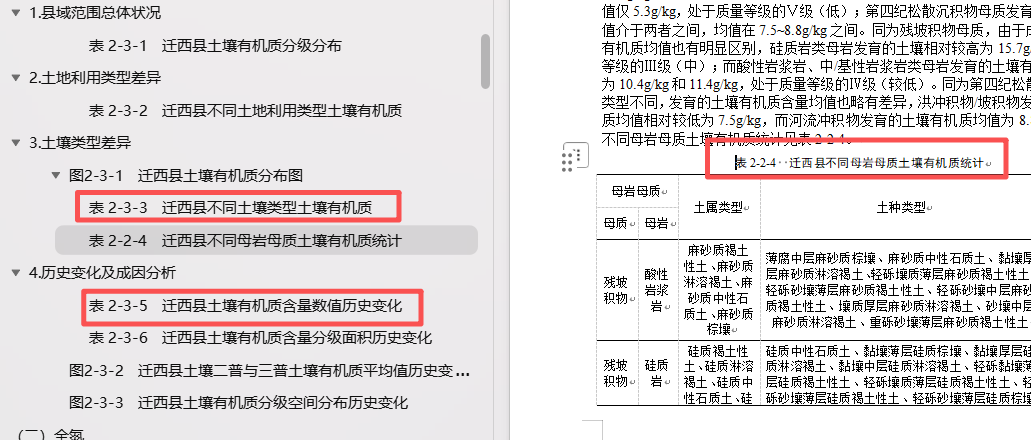 1.县域范围总体状况
表 2-3-1 迁西县土壤有机质分级分布
2.土地利用类型差异
表 2-3-2 迁西县不同土地利用类型土壤有机质
3.土壤类型差异
图2-3-1 迁西县土壤有机质分布图
表 2-3-3 迁西县不同土壤类型土壤有机质
表 2-2-4 迁西县不同母岩母质土壤有机质统计
4.历史变化及成因分析
表 2-3-5 迁西县土壤有机质含量数值历史变化
表 2-3-6 迁西县土壤有机质含量分级面积历史变化
图2-3-2 迁西县土壤二普与三普土壤有机质平均值历史变...
图2-3-3 迁西县土壤有机质分级空间分布历史变化
(二) 全氮
值仅 5.3g/kg，处于质量等级的Ⅴ级（低）；第四纪松散沉积物母质发育
值介于两者之间，均值在 7.5~8.8g/kg 之间。同为残坡积物母质，由于成
有机质均值也有明显区别，硅质岩类母岩发育的土壤相对较高为 15.7g/
等级的Ⅲ级（中）；而酸性岩浆岩、中/基性岩浆岩类母岩发育的土壤有
为 10.4g/kg 和 11.4g/kg，处于质量等级的Ⅳ级（较低）。同为第四纪松散
类型不同，发育的土壤有机质含量均值也略有差异，洪冲积物/坡积物发
质均值相对较低为 7.5g/kg，而河流冲积物发育的土壤有机质均值为 8.
不同母岩母质土壤有机质统计见表 2-2-4。
表 2-2-4 迁西县不同母岩母质土壤有机质统计
母岩母质
土属类型
土种类型
母质
母岩
残坡
积物
酸性
岩浆
岩
麻砂质褐土
性土、麻砂质
淋溶褐土、麻
砂质中性石
质土、麻砂质
棕壤
薄腐中层麻砂质棕壤、麻砂质中性石质土、黏壤厚
层麻砂质淋溶褐土、轻砾壤质薄层麻砂质褐土性土、
轻砾砂壤薄层麻砂质褐土性土、轻砾砂壤中层麻砂
质褐土性土、壤质厚层麻砂质淋溶褐土、砂壤中层
麻砂质淋溶褐土、重砾砂壤薄层麻砂质褐土性土
残坡
积物
硅质
岩
硅质褐土性
土、硅质淋溶
褐土、硅质中
性石质土、硅
硅质中性石质土、黏壤薄层硅质棕壤、黏壤厚层硅
质淋溶褐土、黏壤中层硅质淋溶褐土、轻砾黏壤薄
层硅质褐土性土、轻砾壤质薄层硅质褐土性土、轻
砾砂壤薄层硅质褐土性土、轻砾砂壤中层硅质褐土